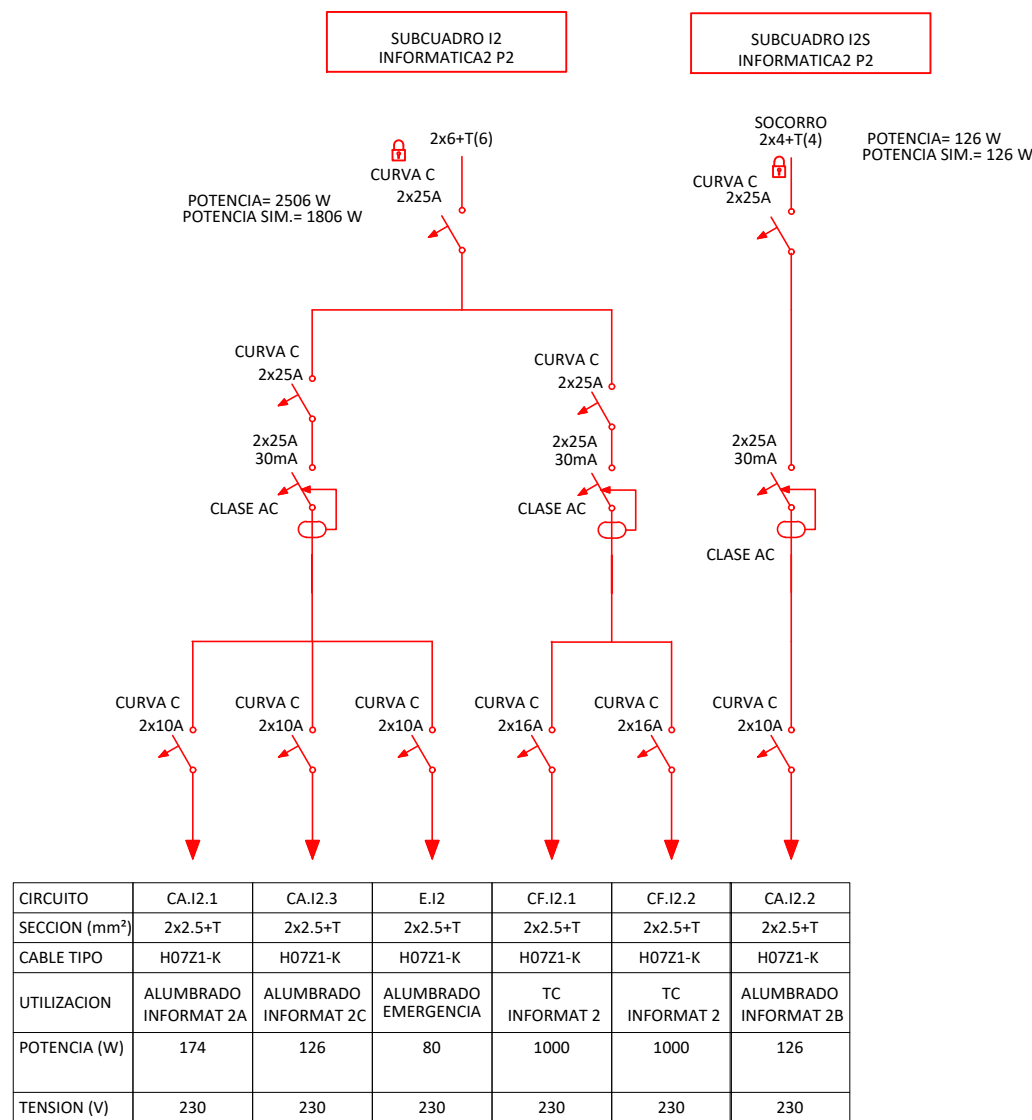 SUBCUADRO I2
INFORMATICA2 P2
SUBCUADRO I2S
INFORMATICA2 P2
2x6+T(6)
CURVA C
2x25A
POTENCIA= 2506 W
POTENCIA SIM.= 1806 W
SOCORRO
2x4+T(4)
CURVA C
2x25A
POTENCIA= 126 W
POTENCIA SIM.= 126 W
CURVA C
2x25A
2x25A
30mA
CLASE AC
CURVA C
2x25A
2x25A
30mA
CLASE AC
2x25A
30mA
CLASE AC
CURVA C
2x10A
CURVA C
2x10A
CURVA C
2x10A
CURVA C
2x16A
CURVA C
2x16A
CURVA C
2x10A
CIRCUITO CA.I2.1 CA.I2.3 E.I2 CF.I2.1 CF.I2.2 CA.I2.2
SECCION (mm²) 2x2.5+T 2x2.5+T 2x2.5+T 2x2.5+T 2x2.5+T 2x2.5+T
CABLE TIPO H07Z1-K H07Z1-K H07Z1-K H07Z1-K H07Z1-K H07Z1-K
UTILIZACION ALUMBRADO INFORMAT 2A ALUMBRADO INFORMAT 2C ALUMBRADO EMERGENCIA TC INFORMAT 2 TC INFORMAT 2 ALUMBRADO INFORMAT 2B
POTENCIA (W) 174 126 80 1000 1000 126
TENSION (V) 230 230 230 230 230 230